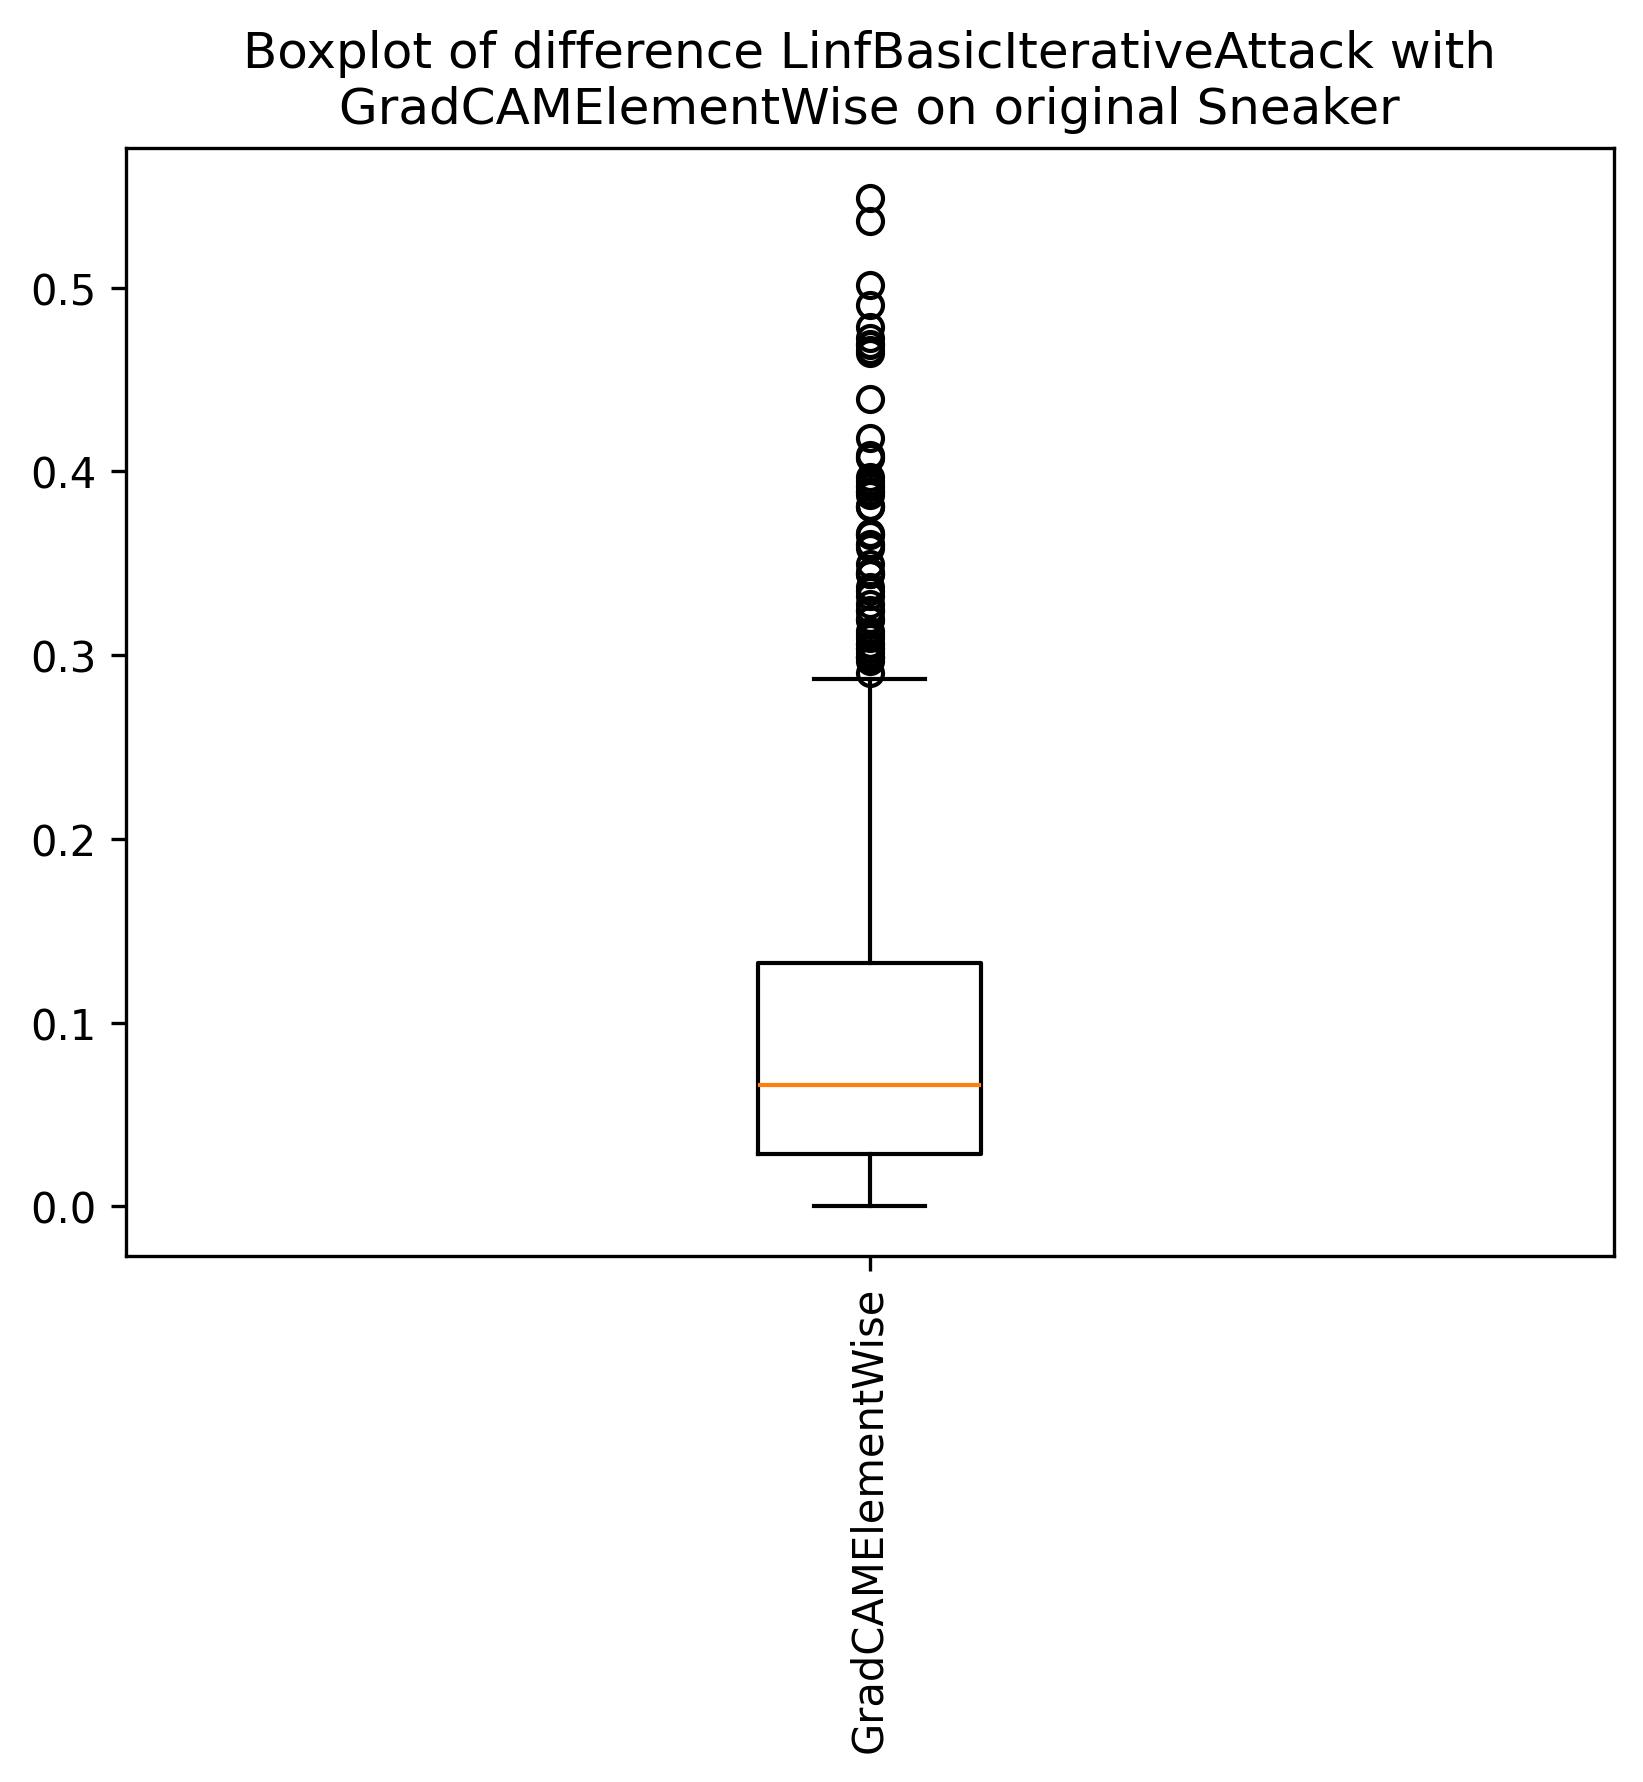 Boxplot of difference LinfBasicIterativeAttack with
GradCAMElementWise on original Sneaker
0.5
0.4
0.3
0.2
0.1
0.0
GradCAMElementWise